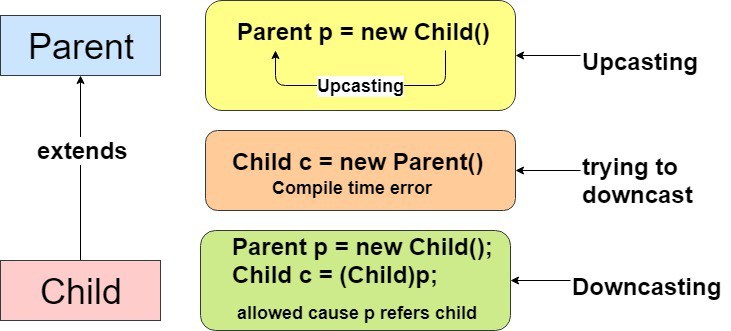 Parent
extends
Child
Parent p = new Child()
Upcasting
Upcasting
Child c = new Parent()
Compile time error
trying to
downcast
Parent p = new Child();
Child c = (Child)p;
allowed cause p refers child
Downcasting